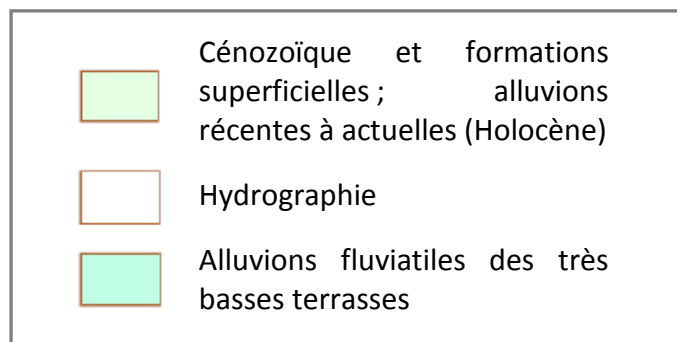 Cénozoïque et formations
superficielles ; alluvions
récentes à actuelles (Holocène)
Hydrographie
Alluvions fluviatiles des très
basses terrasses